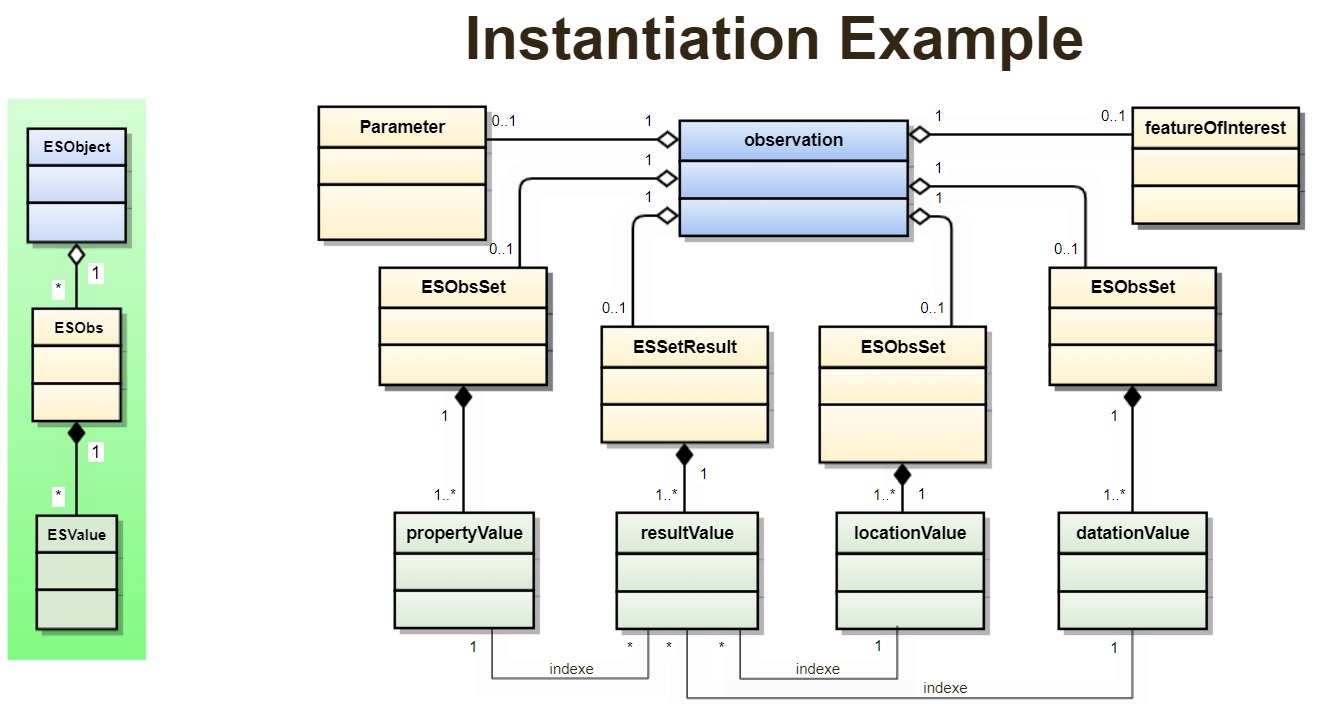 Instantiation Example
ESObject
1
*
ESObs
1
*
ESValue
Parameter
0..1
1
observation
1
0..1
featureOfInterest
1
1
1
1
0..1
0..1
ESObsSet
ESObsSet
0..1
0..1
ESSetResult
ESObsSet
1
1
1..*
1
1..*
1..*
1
1..*
propertyValue
resultValue
locationValue
datationValue
1
*
*
*
1
1
indexe
indexe
indexe